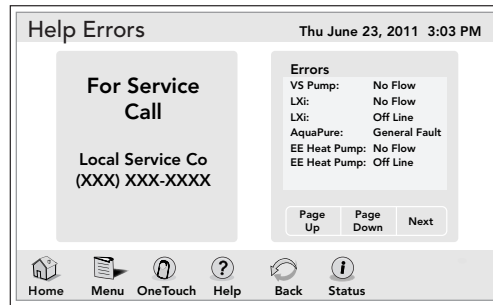 Help Errors
Thu June 23, 2011 3:03 PM
For Service
Call
Local Service Co
(XXX) XXX-XXXX
Errors
VS Pump: No Flow
LXi: No Flow
LXi: Off Line
AquaPure: General Fault
EE Heat Pump: No Flow
EE Heat Pump: Off Line
Page Up
Page Down
Next
Home
Menu
OneTouch
Help
Back
Status